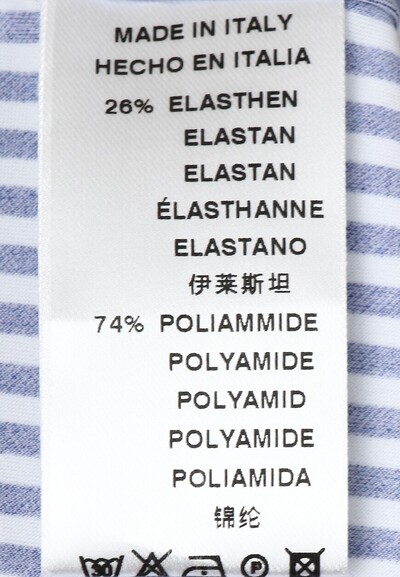 MADE IN ITALY
HECHO EN ITALIA
26% ELASTHEN
ELASTAN
ELASTAN
ÉLASTHANNE
ELASTANO
伊莱斯坦
74% POLIAMMIDE
POLYAMIDE
POLYAMID
POLYAMIDE
POLIAMIDA
锦纶
30 P